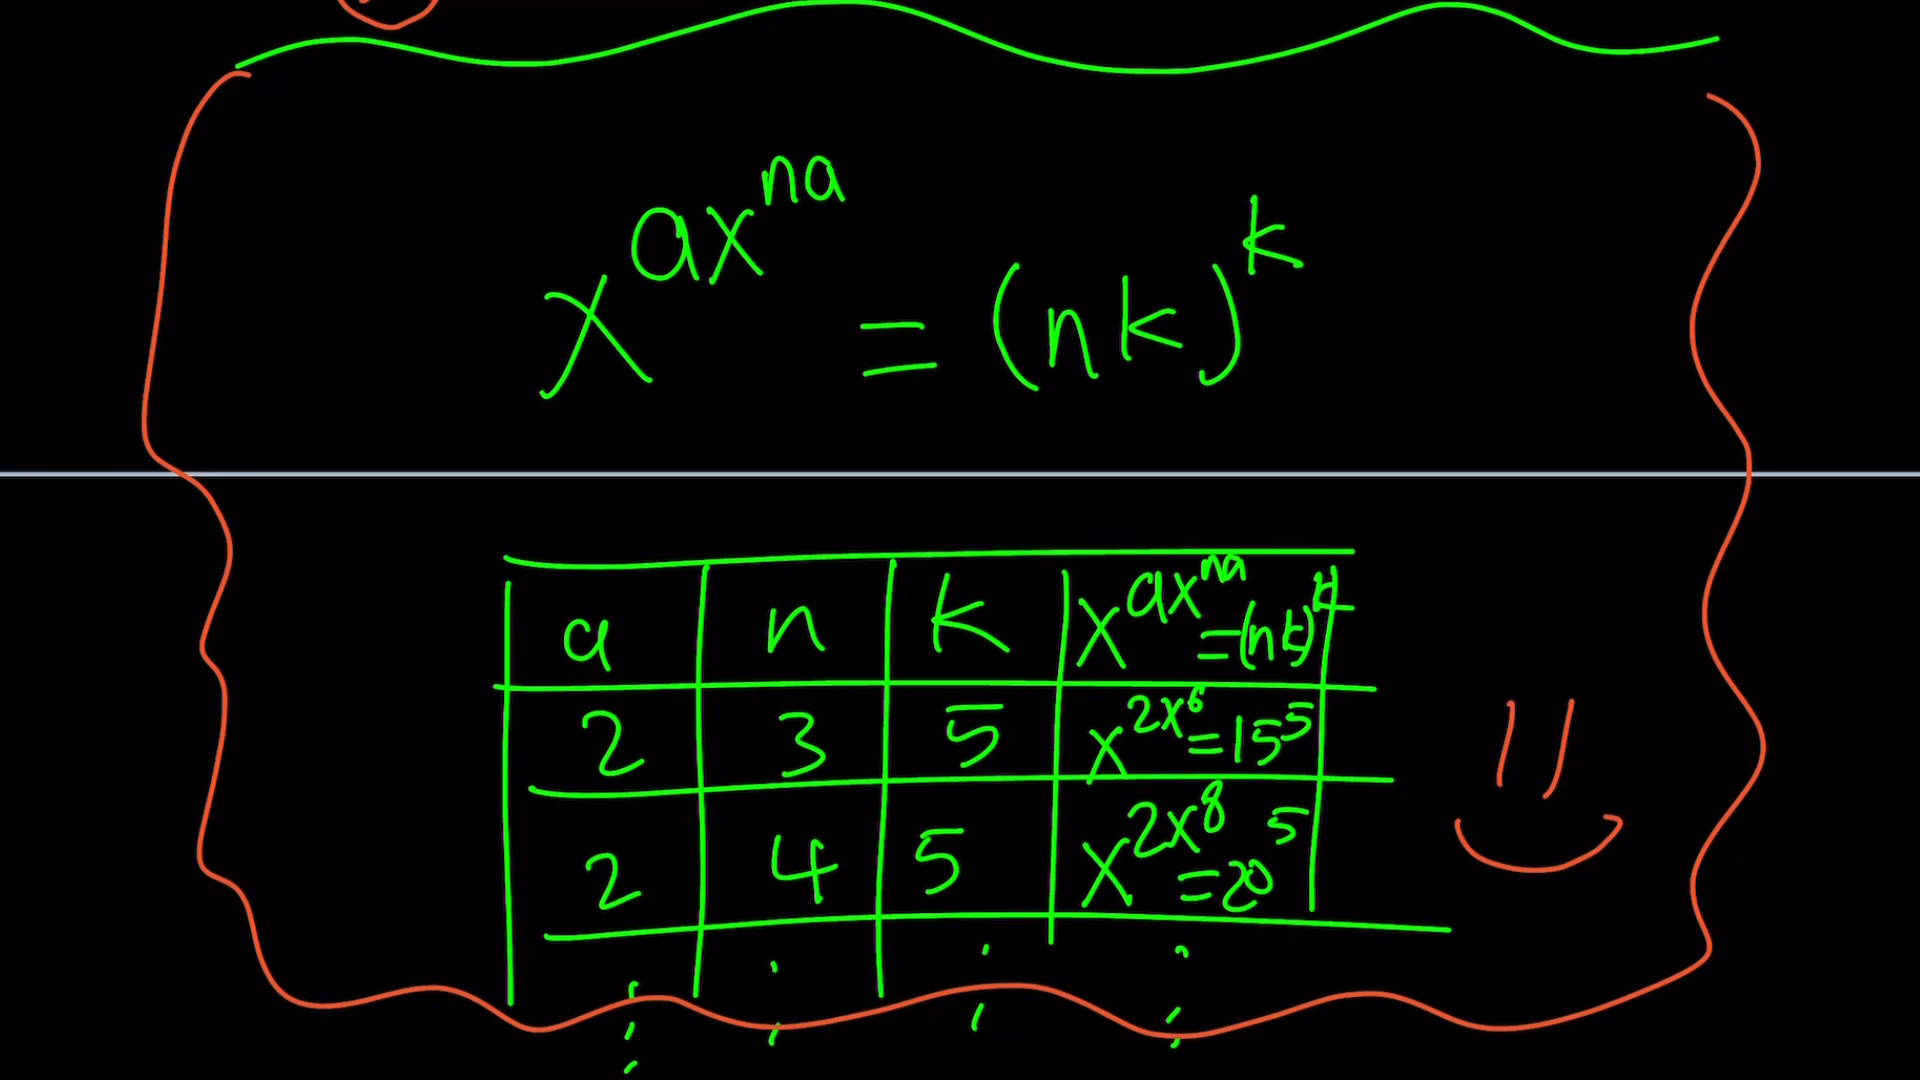 x^{ax^{na}} = (nk)^k
a n k x^{ax^{na}} = (nk)^k
2 3 5 x^{2x^6} = 15^5
2 4 5 x^{2x^8} = 20^5